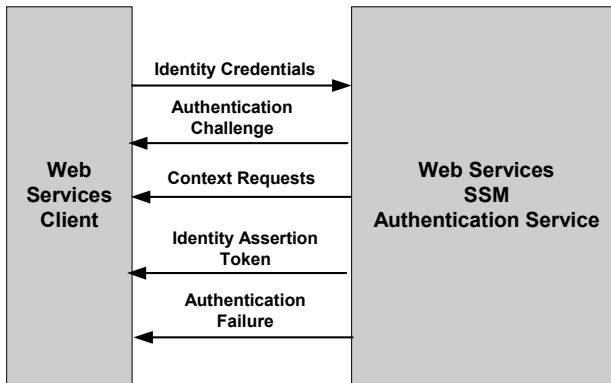 Identity Credentials
Authentication
Challenge
Web
Services
Client
Context Requests
Web Services
SSM
Authentication Service
Identity Assertion
Token
Authentication
Failure